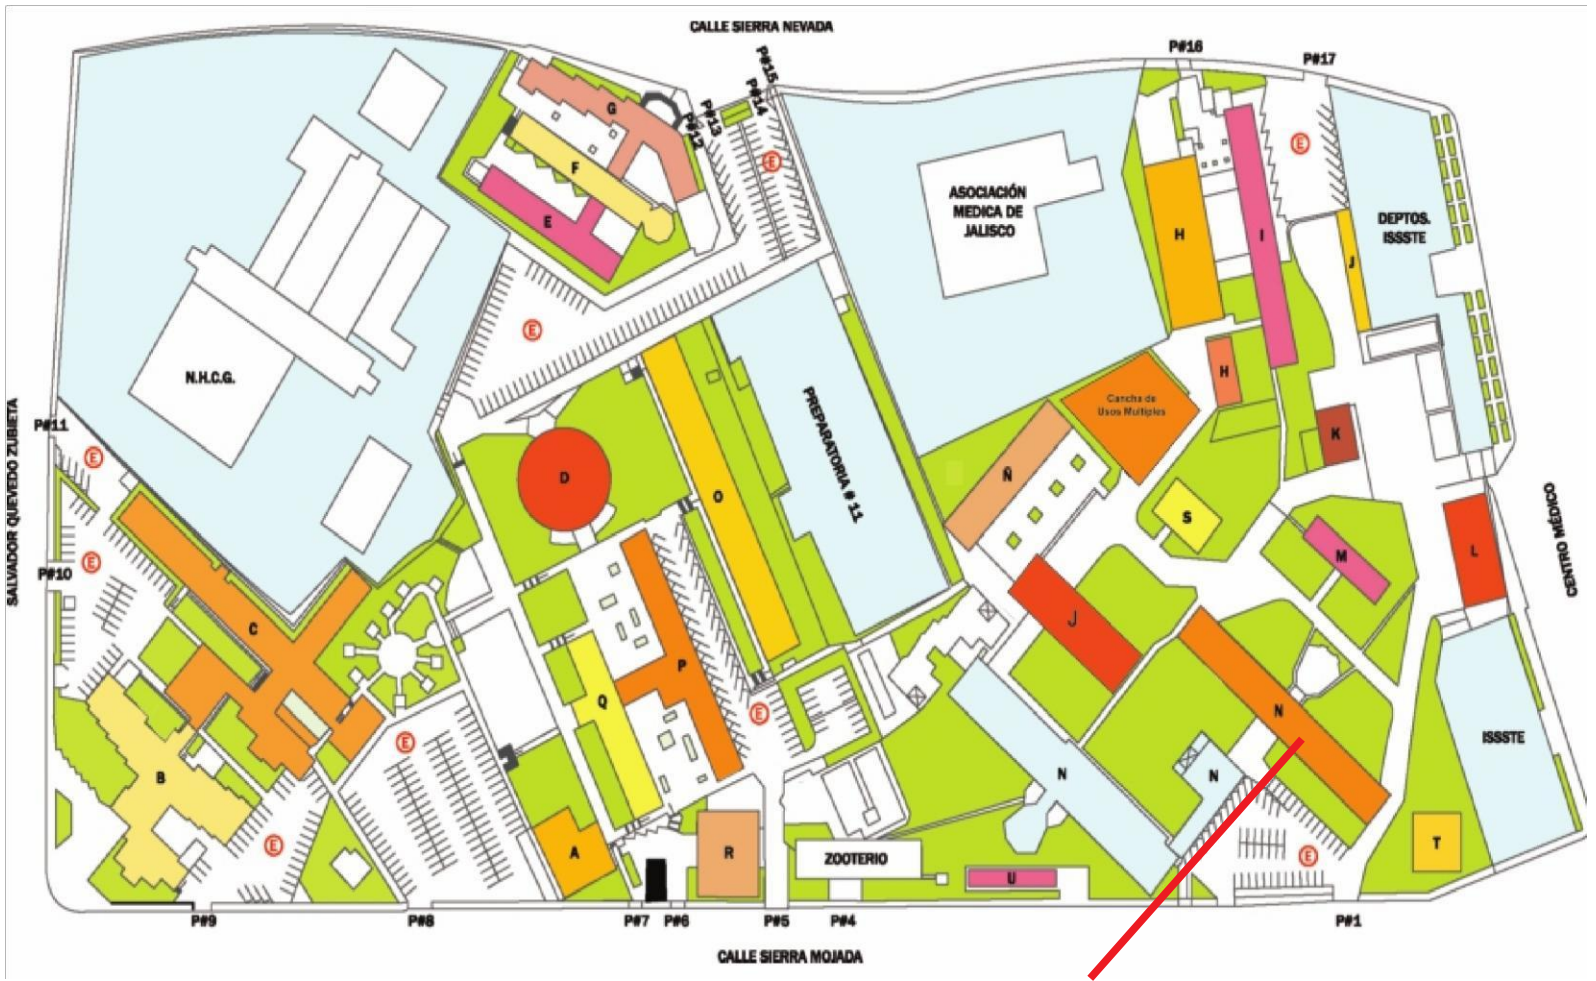 CALLE SIERRA NEVADA
P#16
P#17
P#15
P#14
P#13
P#12
G
F
E
E
E
E
ASOCIACIÓN
MEDICA DE
JALISCO
H
I
J
DEPTOS.
ISSSTE
N.H.C.G.
E
H
Cancha de
Usos Multiples
PREPARATORIA # 11
SALVADOR QUEVEDO ZUBIETA
P#11
E
D
O
Ñ
K
S
L
CENTRO MÉDICO
M
P#10
E
C
J
P
Q
N
E
E
ISSSTE
B
N
N
E
A
R
ZOOTERIO
U
E
T
P#9
P#8
P#7
P#6
P#5
P#4
P#1
CALLE SIERRA MOJADA